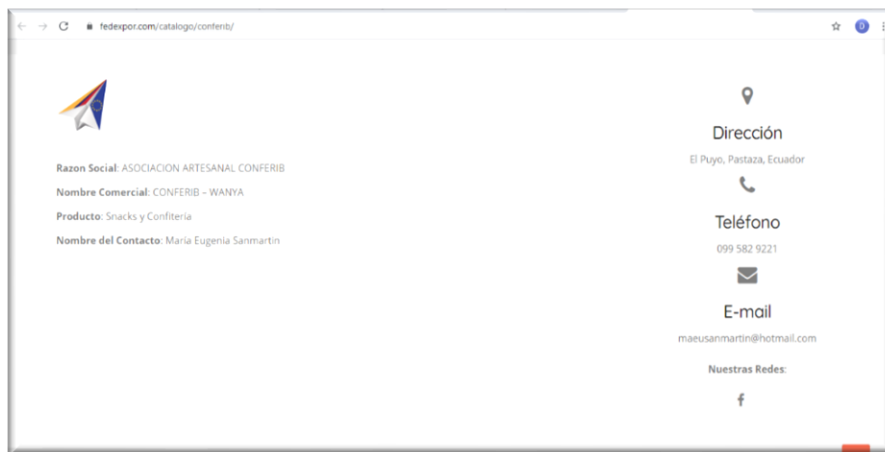 fedexpor.com/catalogo/conferib/
D
Razon Social: ASOCIACION ARTESANAL CONFERIB
Nombre Comercial: CONFERIB – WANYA
Producto: Snacks y Confiteria
Nombre del Contacto: Maria Eugenia Sanmartin
Dirección
El Puyo, Pastaza, Ecuador
Teléfono
099 582 9221
E-mail
maeusanmartin@hotmail.com
Nuestras Redes: